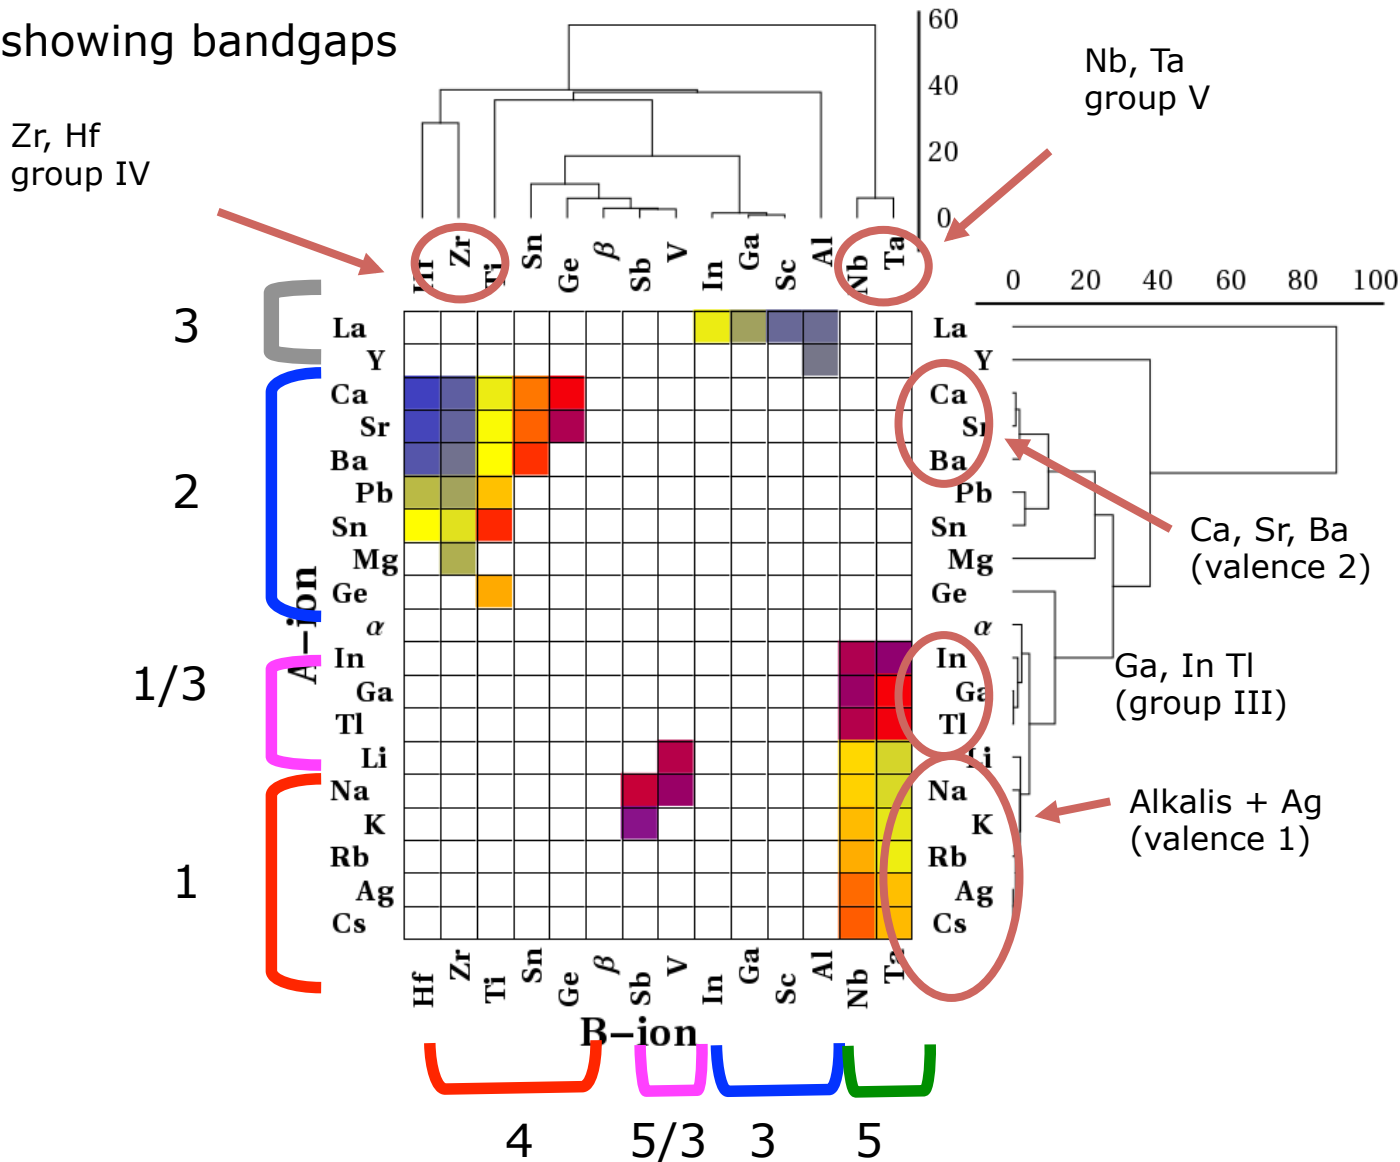 showing bandgaps
Zr, Hf
group IV
Nb, Ta
group V
60
40
20
0
Hf Zr Ti Sn Ge β Sb V In Ga Sc Al Nb Ta
0 20 40 60 80 100
3
2
1/3
1
A-ion
La
Y
Ca
Sr
Ba
Pb
Sn
Mg
Ge
α
In
Ga
Tl
Li
Na
K
Rb
Ag
Cs
La
Y
Ca
Sr
Ba
Pb
Sn
Mg
Ge
α
In
Ga
Tl
Li
Na
K
Rb
Ag
Cs
Ca, Sr, Ba
(valence 2)
Ga, In Tl
(group III)
Alkalis + Ag
(valence 1)
Hf Zr Ti Sn Ge β Sb V In Ga Sc Al Nb Ta
B-ion
4 5/3 3 5